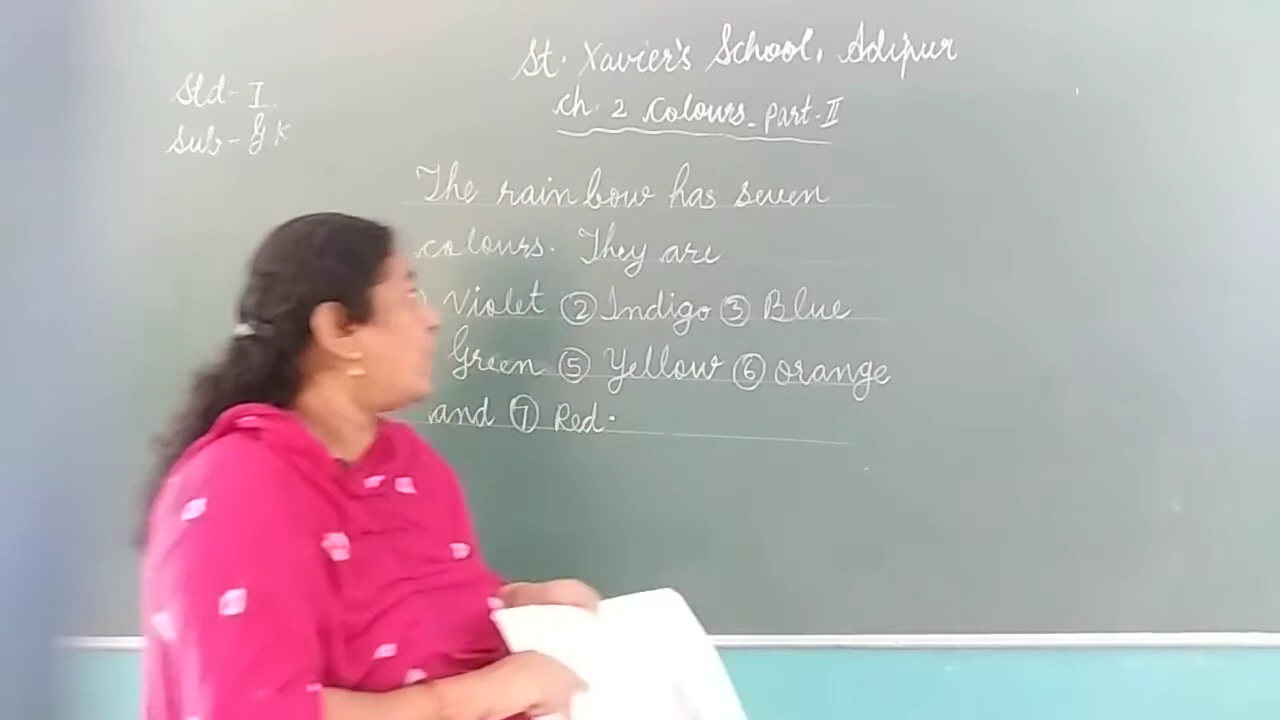 St. Xavier's School, Adipur
Std - I
Sub - G K
Ch. 2 Colours - Part - II
The rainbow has seven
colours. They are
Violet ② Indigo ③ Blue
Green ⑤ Yellow ⑥ orange
and ⑦ Red.